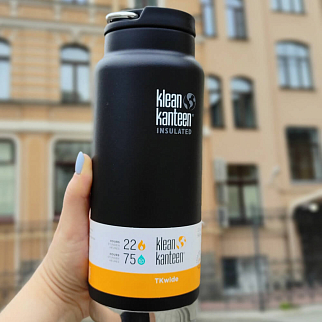 klean
kanteen
INSULATED
22
75
klean
kanteen
TKwide